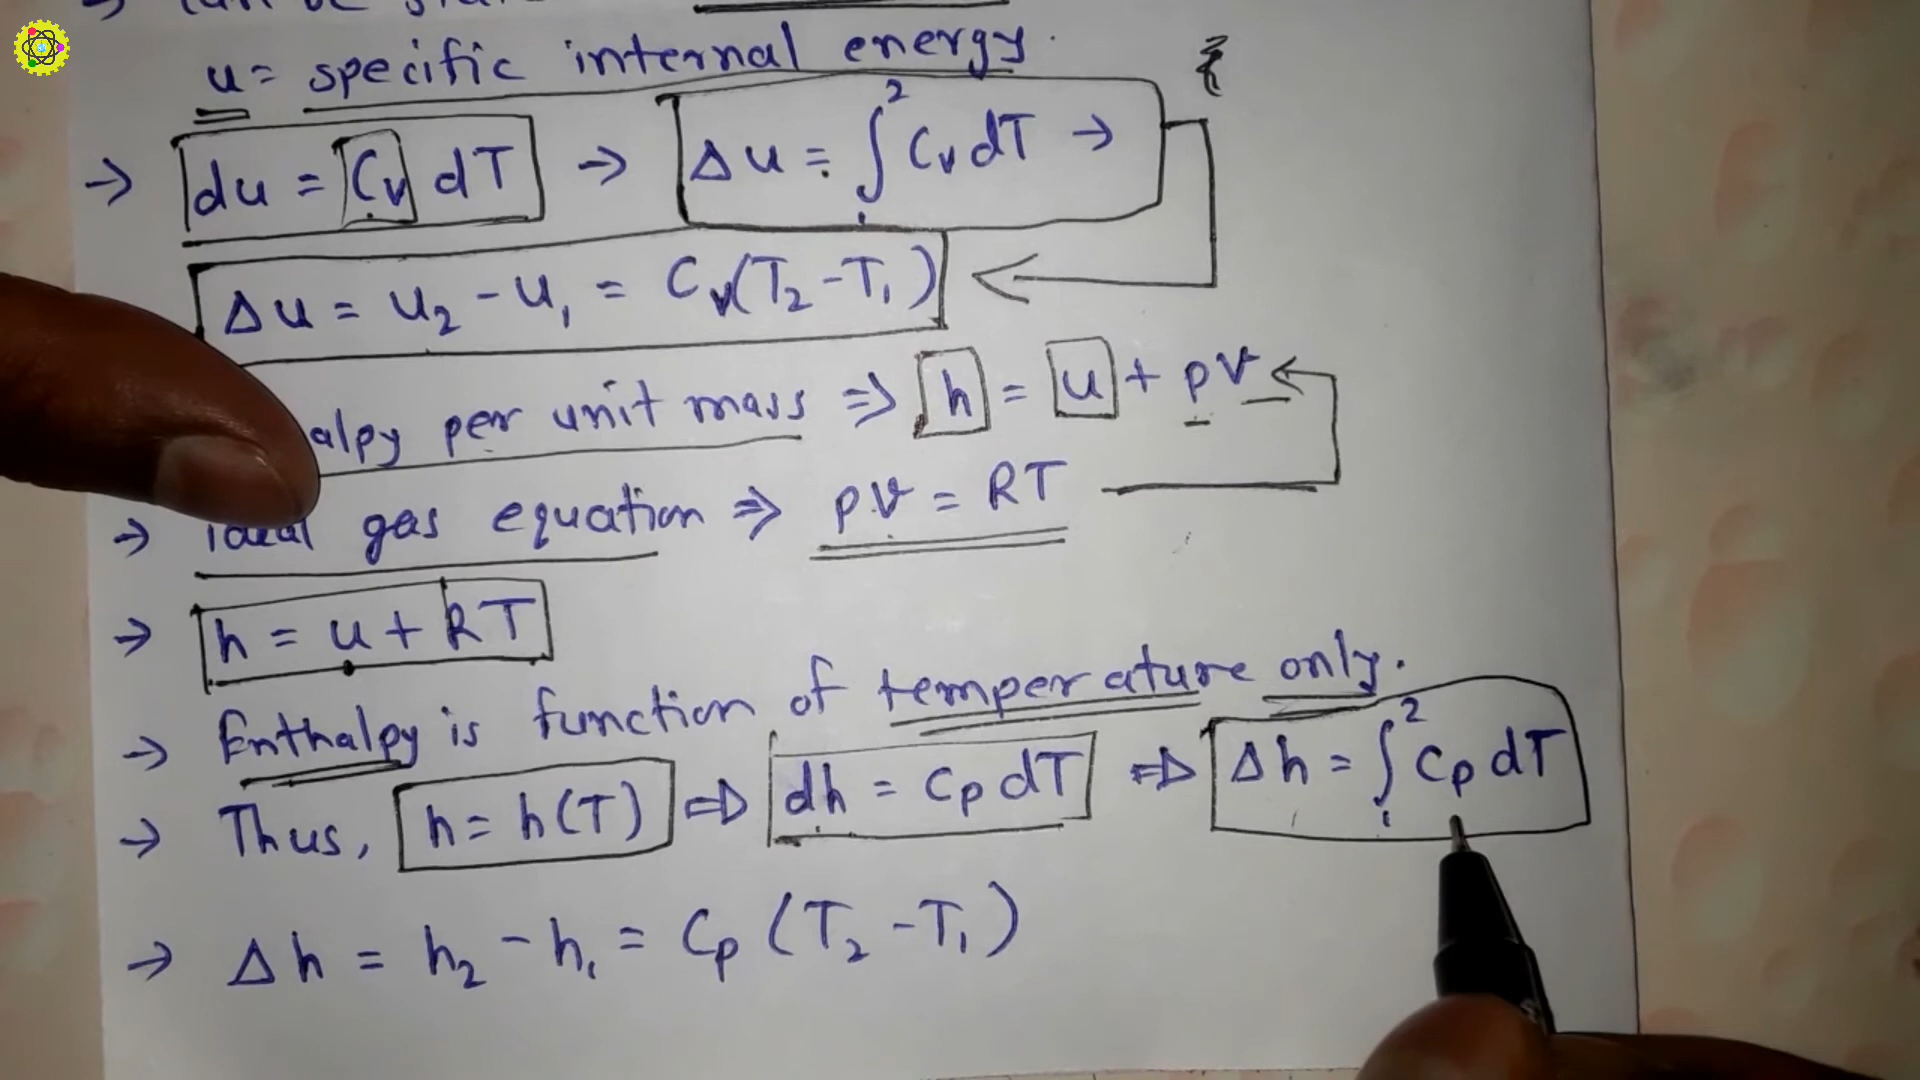 u = specific internal energy.
→ du = Cv dT → Δu = ∫₁² Cv dT →
Δu = u₂ - u₁ = Cv(T₂ - T₁)
per unit mass ⇒ h = u + pv
→ ideal gas equation ⇒ pv = RT
→ h = u + RT
→ Enthalpy is function of temperature only.
→ Thus, h = h(T) ⇒ dh = Cp dT ⇒ Δh = ∫₁² Cp dT
→ Δh = h₂ - h₁ = Cp (T₂ - T₁)